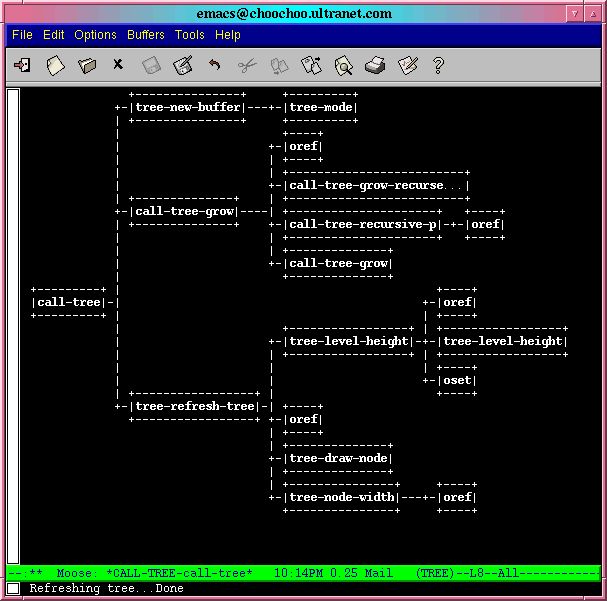 emacs@choochoo.ultranet.com
File Edit Options Buffers Tools Help
+---------------+    +---------+
+-|tree-new-buffer|---+-|tree-mode|
| +---------------+     +---------+
|                       +----+
|                     +-|oref|
|                     | +----+
|                     | +-----------------------+
|                     +-|call-tree-grow-recurse...|
| +--------------+    | +-----------------------+
+-|call-tree-grow|----| +---------------------+   +----+
| +--------------+    +-|call-tree-recursive-p|-+-|oref|
|                     | +---------------------+   +----+
|                     | +--------------+
|                     +-|call-tree-grow|
|                       +--------------+
+---------+ |                     +----+
|call-tree|-|                   +-|oref|
+---------+ |                   | +----+
| +-----------------+ | +-----------------+
+-|tree-level-height|-+-|tree-level-height|
| +-----------------+ | +-----------------+
|                     | +----+
|                     +-|oset|
| +-----------------+ | +----+
+-|tree-refresh-tree|-| +----+
+-----------------+   +-|oref|
| +----+
| +--------------+
+-|tree-draw-node|
| +--------------+
| +---------------+     +----+
+-|tree-node-width|---+-|oref|
+---------------+       +----+
--:** Moose: *CALL-TREE-call-tree* 10:14PM 0.25 Mail (TREE)--L8--All------------
Refreshing tree...Done